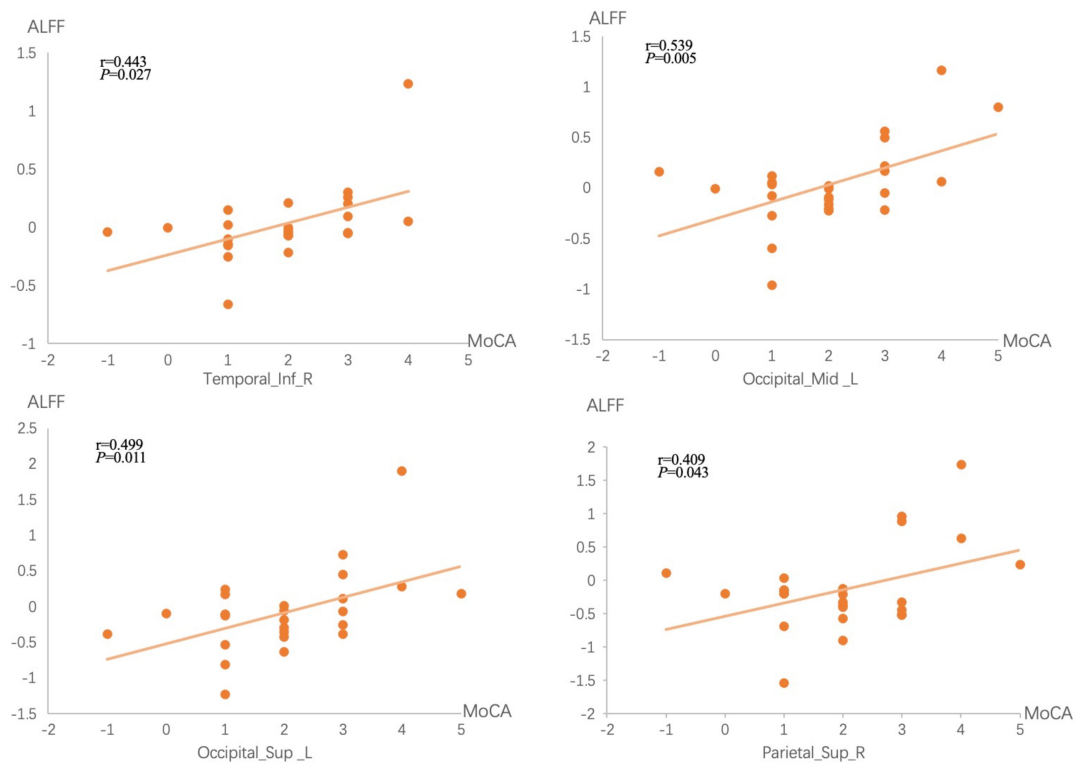 ALFF
r=0.443
P=0.027
1.5
1
0.5
0
-0.5
-1
-2 -1 0 1 2 3 4 5
MoCA
Temporal_Inf_R
ALFF
r=0.539
P=0.005
1.5
1
0.5
0
-0.5
-1
-1.5
-2 -1 0 1 2 3 4 5
MoCA
Occipital_Mid _L
ALFF
r=0.499
P=0.011
2.5
2
1.5
1
0.5
0
-0.5
-1
-1.5
-2 -1 0 1 2 3 4 5
MoCA
Occipital_Sup _L
ALFF
r=0.409
P=0.043
2
1.5
1
0.5
0
-0.5
-1
-1.5
-2
-2 -1 0 1 2 3 4 5
MoCA
Parietal_Sup_R